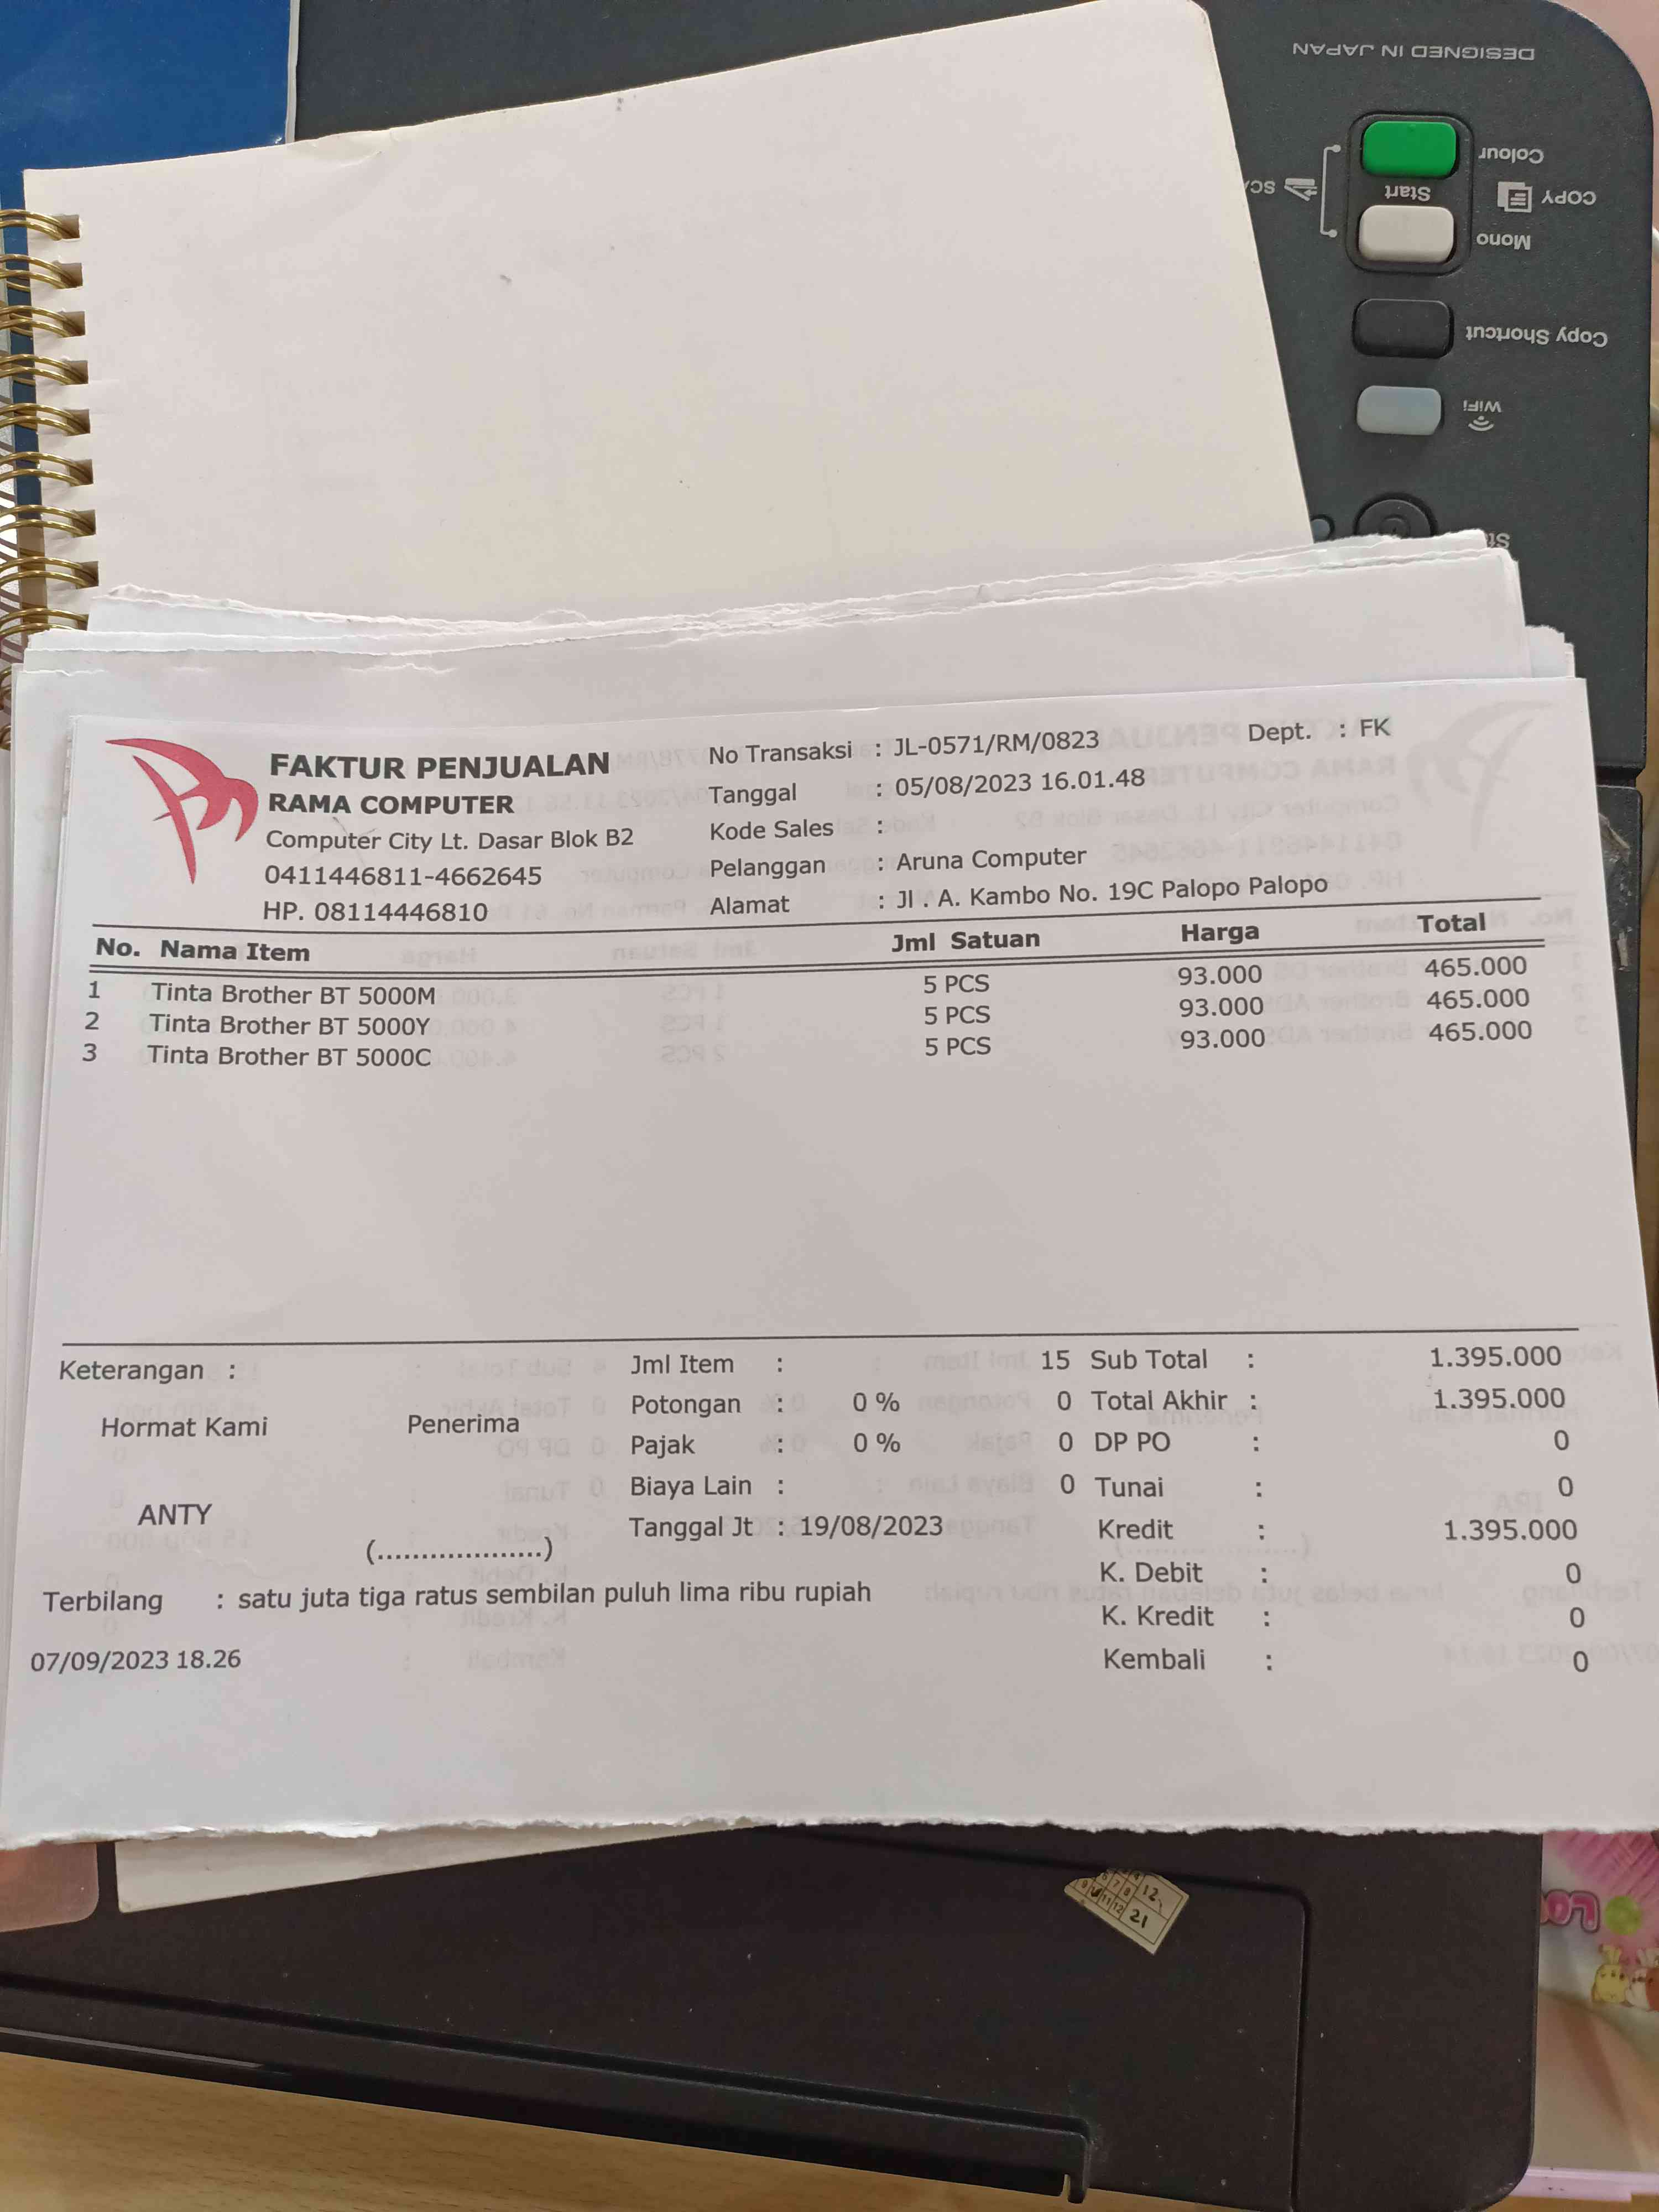 DESIGNED IN JAPAN
Colour
COPY
Start
Mono
Copy Shortcut
WiFi
FAKTUR PENJUALAN
RAMA COMPUTER
Computer City Lt. Dasar Blok B2
0411446811-4662645
HP. 08114446810
No Transaksi : JL-0571/RM/0823
Dept. : FK
Tanggal : 05/08/2023 16.01.48
Kode Sales :
Pelanggan : Aruna Computer
Alamat : Jl . A. Kambo No. 19C Palopo Palopo
No. Nama Item Jml Satuan Harga Total
1 Tinta Brother BT 5000M 5 PCS 93.000 465.000
2 Tinta Brother BT 5000Y 5 PCS 93.000 465.000
3 Tinta Brother BT 5000C 5 PCS 93.000 465.000
Keterangan :
Hormat Kami Penerima
ANTY
(...................)
Jml Item : 15
Potongan : 0 % 0
Pajak : 0 % 0
Biaya Lain : 0
Tanggal Jt : 19/08/2023
Sub Total : 1.395.000
Total Akhir : 1.395.000
DP PO : 0
Tunai : 0
Kredit : 1.395.000
K. Debit : 0
K. Kredit : 0
Kembali : 0
Terbilang : satu juta tiga ratus sembilan puluh lima ribu rupiah
07/09/2023 18.26
7 8 12
11 12 21